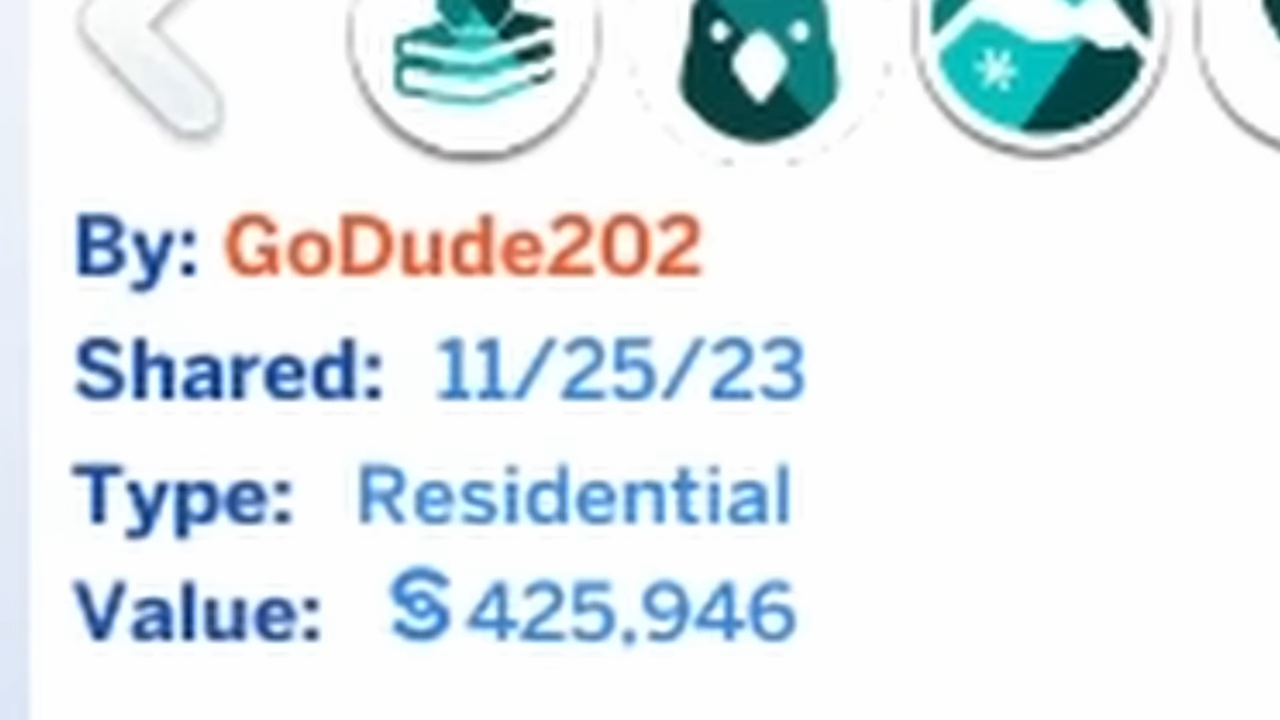 By: GoDude202
Shared: 11/25/23
Type: Residential
Value: §425,946